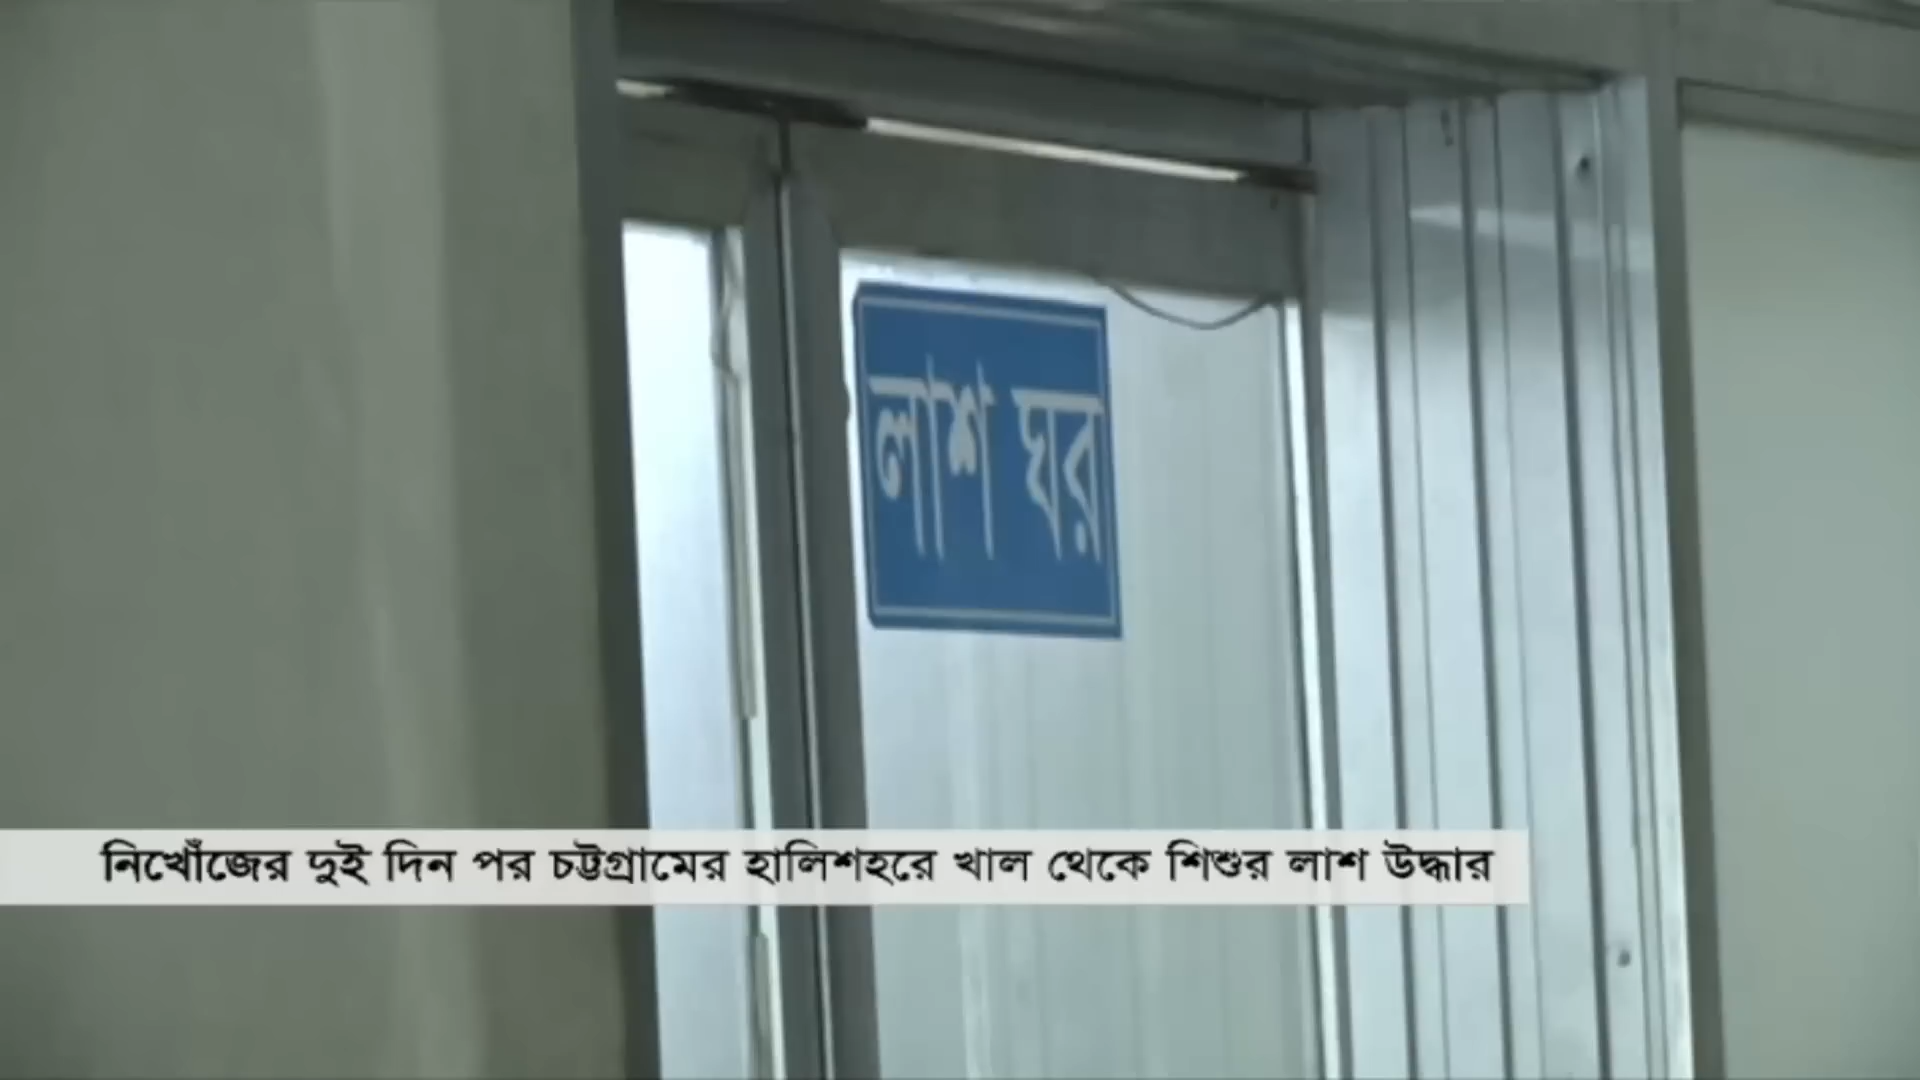 লাশ ঘর
নিখোঁজের দুই দিন পর চট্টগ্রামের হালিশহরে খাল থেকে শিশুর লাশ উদ্ধার